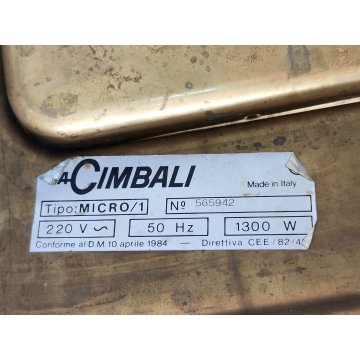 A CIMBALI
Made in Italy
Tipo: MICRO/1 Nº 565942
220 V ~ 50 Hz 1300 W
Conforme al D.M. 10 aprile 1984 — Direttiva CEE / 82/4